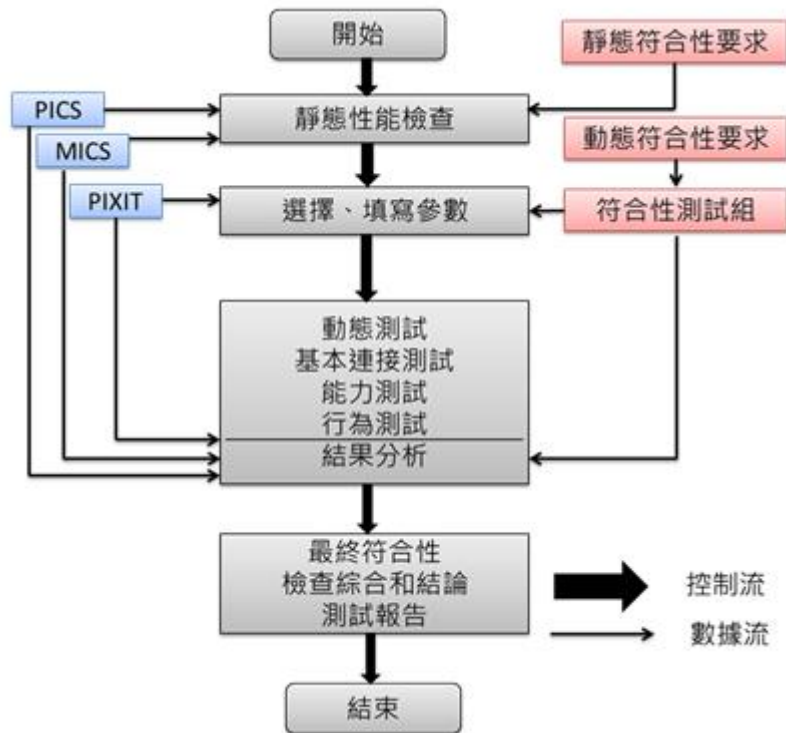 開始
靜態符合性要求
PICS
靜態性能檢查
MICS
動態符合性要求
PIXIT
選擇、填寫參數
符合性測試組
動態測試
基本連接測試
能力測試
行為測試
結果分析
最終符合性
檢查綜合和結論
測試報告
控制流
數據流
結束